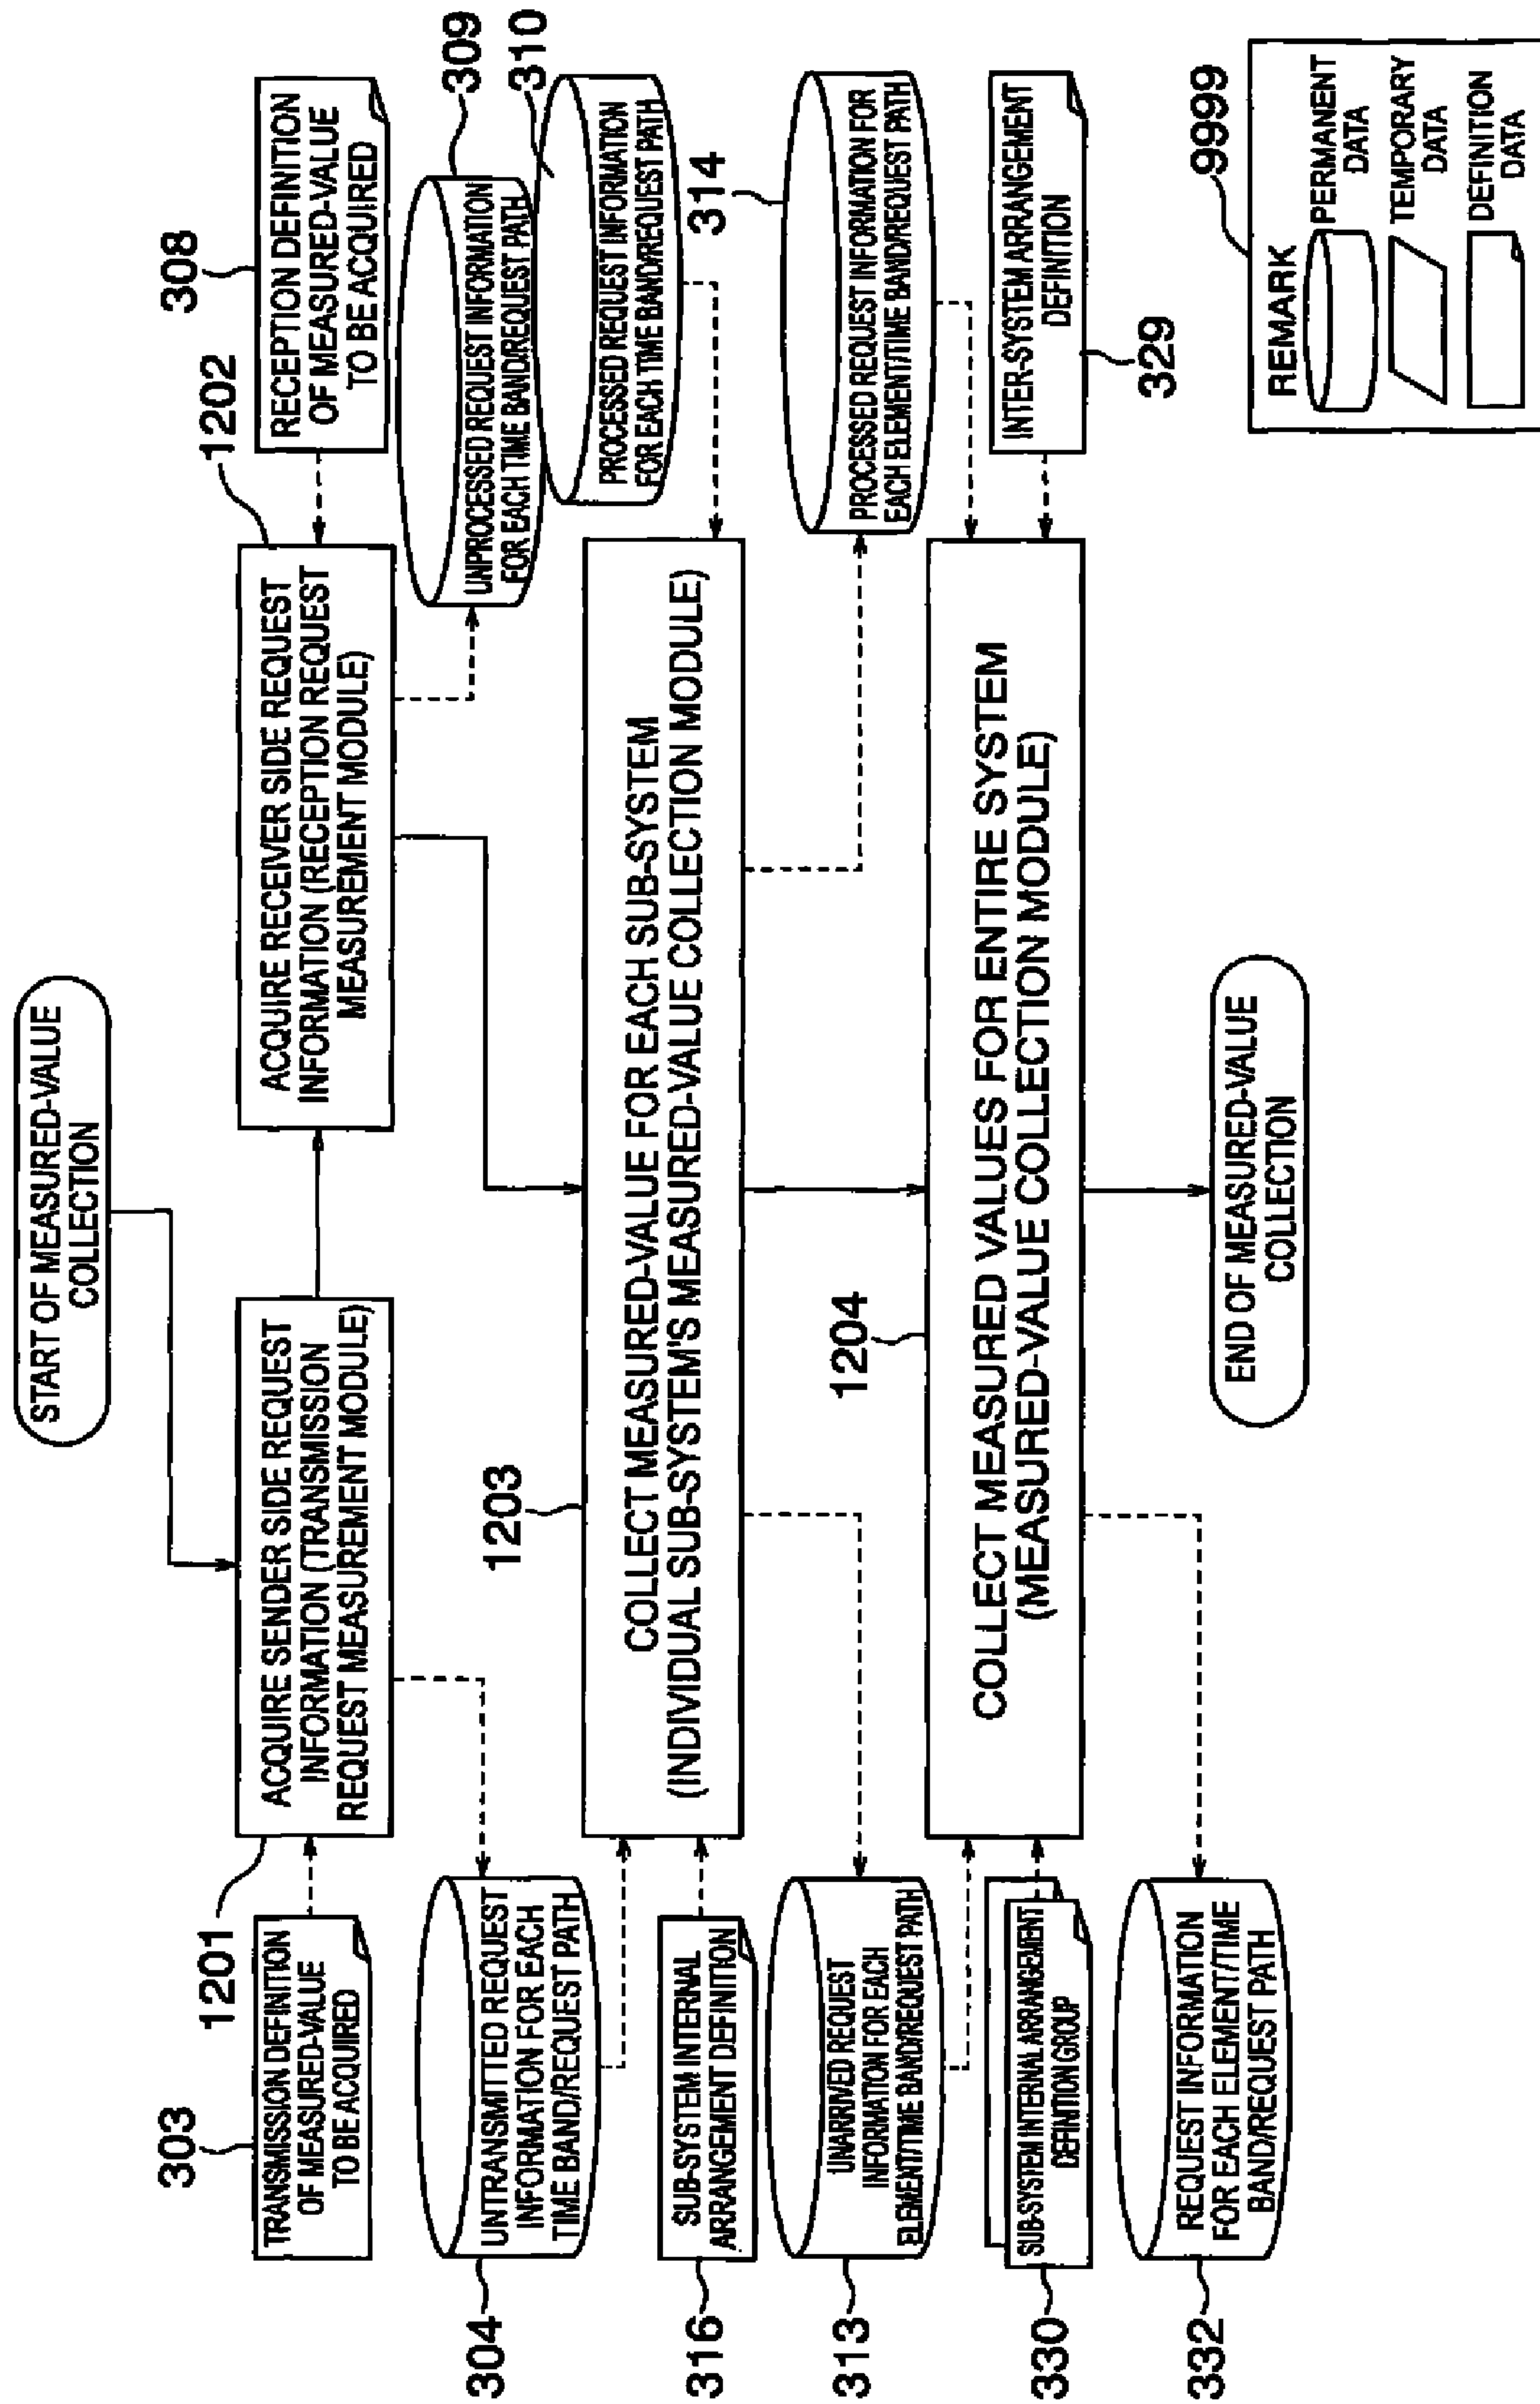 START OF MEASURED-VALUE
COLLECTION
1201
ACQUIRE SENDER SIDE REQUEST
INFORMATION (TRANSMISSION
REQUEST MEASUREMENT MODULE)
1202
ACQUIRE RECEIVER SIDE REQUEST
INFORMATION (RECEPTION REQUEST
MEASUREMENT MODULE)
303
TRANSMISSION DEFINITION
OF MEASURED-VALUE
TO BE ACQUIRED
308
RECEPTION DEFINITION
OF MEASURED-VALUE
TO BE ACQUIRED
304
UNTRANSMITTED REQUEST
INFORMATION FOR EACH
TIME BAND/REQUEST PATH
309
UNPROCESSED REQUEST INFORMATION
FOR EACH TIME BAND/REQUEST PATH
310
PROCESSED REQUEST INFORMATION
FOR EACH TIME BAND/REQUEST PATH
1203
COLLECT MEASURED-VALUE FOR EACH SUB-SYSTEM
(INDIVIDUAL SUB-SYSTEM'S MEASURED-VALUE COLLECTION MODULE)
316
SUB-SYSTEM INTERNAL
ARRANGEMENT DEFINITION
313
UNARRIVED REQUEST
INFORMATION FOR EACH
ELEMENT/TIME BAND/REQUEST PATH
314
PROCESSED REQUEST INFORMATION FOR
EACH ELEMENT/TIME BAND/REQUEST PATH
1204
COLLECT MEASURED VALUES FOR ENTIRE SYSTEM
(MEASURED-VALUE COLLECTION MODULE)
330
SUB-SYSTEM INTERNAL ARRANGEMENT
DEFINITION GROUP
329
INTER-SYSTEM ARRANGEMENT
DEFINITION
332
REQUEST INFORMATION
FOR EACH ELEMENT/TIME
BAND/REQUEST PATH
END OF MEASURED-VALUE
COLLECTION
9999
REMARK
PERMANENT
DATA
TEMPORARY
DATA
DEFINITION
DATA